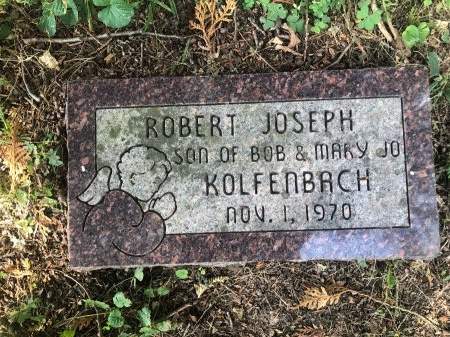 ROBERT JOSEPH
SON OF BOB & MARY JO
KOLFENBACH
NOV. 1, 1970